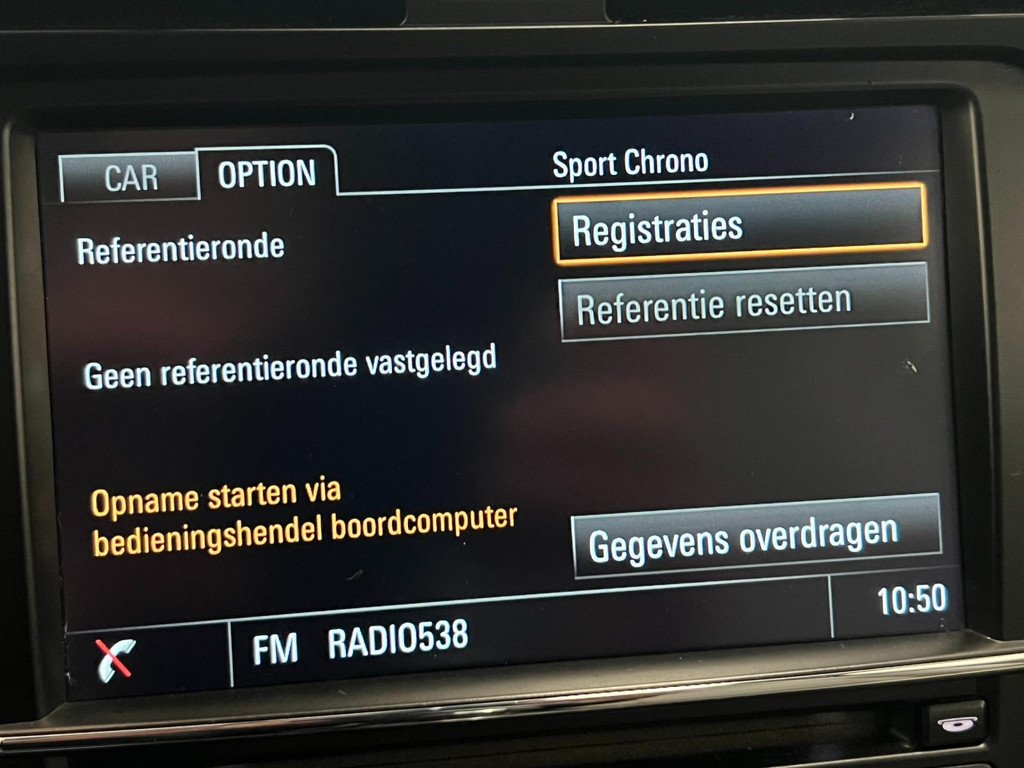 CAR
OPTION
Sport Chrono
Referentieronde
Registraties
Referentie resetten
Geen referentieronde vastgelegd
Opname starten via
bedieningshendel boordcomputer
Gegevens overdragen
FM RADIO538
10:50